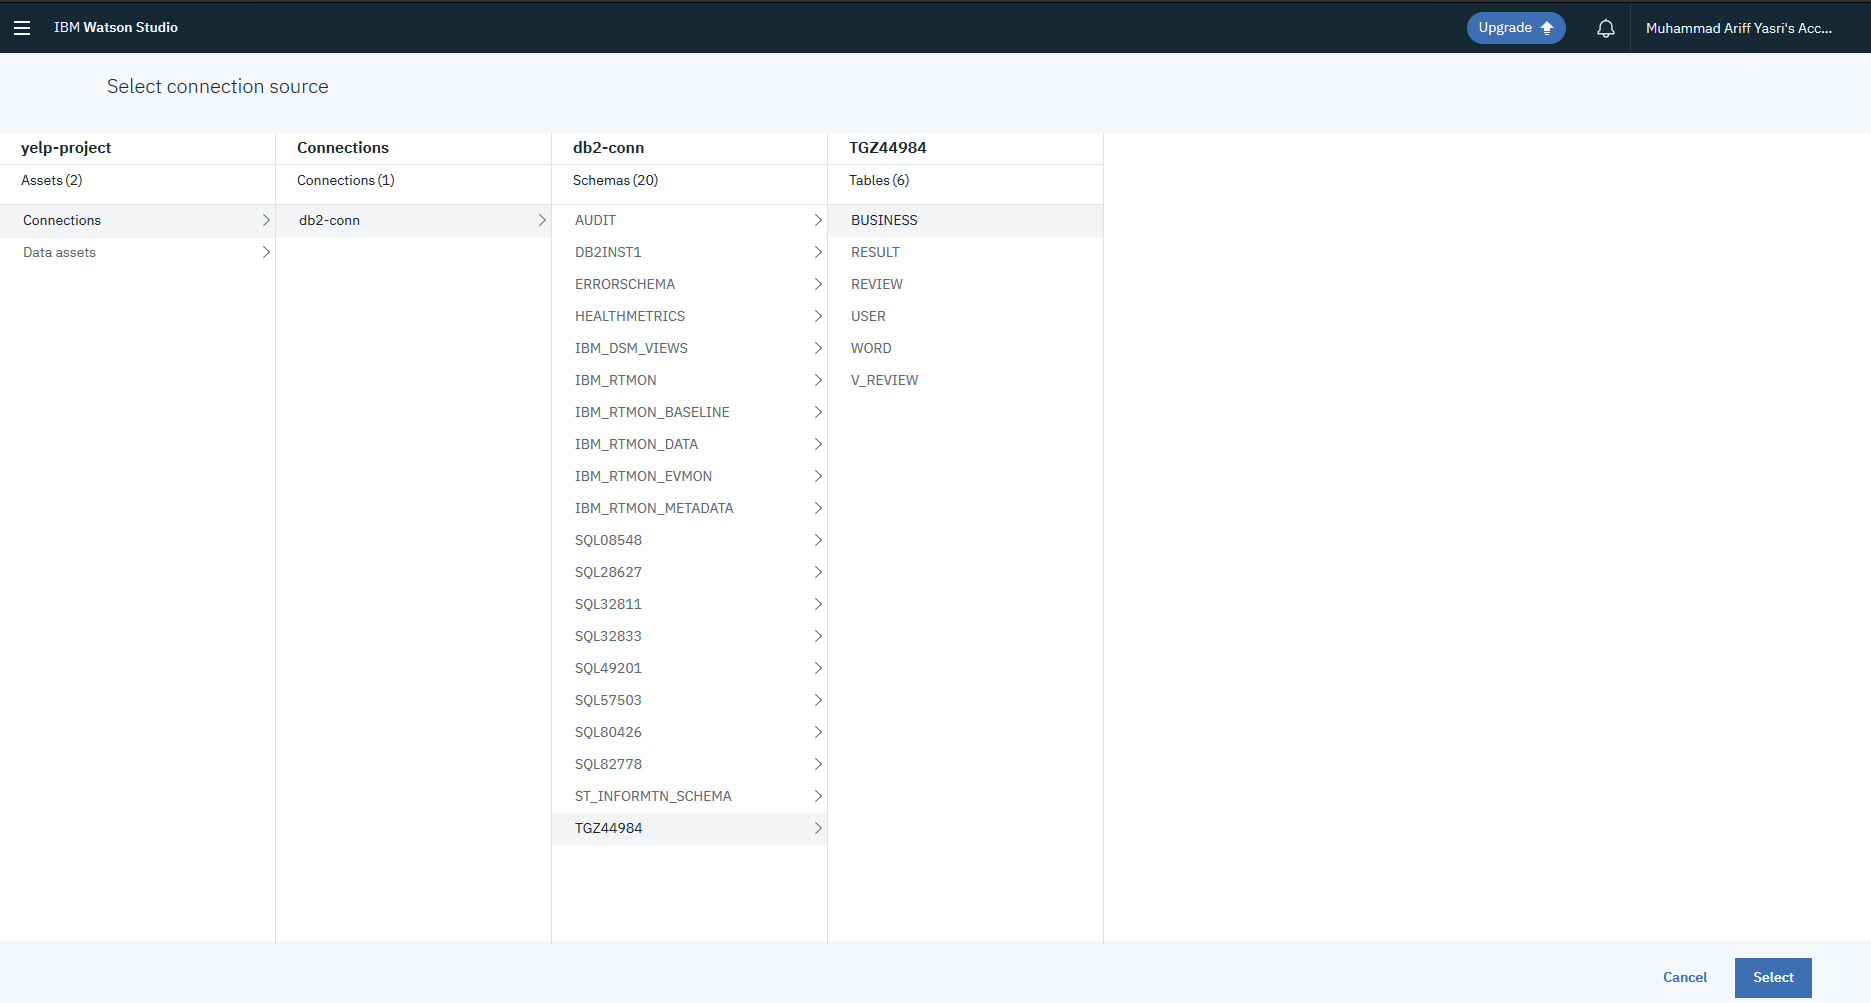 IBM Watson Studio
Upgrade
Muhammad Ariff Yasri's Acc...
Select connection source
yelp-project
Assets (2)
Connections
Data assets
Connections
Connections (1)
db2-conn
db2-conn
Schemas (20)
AUDIT
DB2INST1
ERRORSCHEMA
HEALTHMETRICS
IBM_DSM_VIEWS
IBM_RTMON
IBM_RTMON_BASELINE
IBM_RTMON_DATA
IBM_RTMON_EVMON
IBM_RTMON_METADATA
SQL08548
SQL28627
SQL32811
SQL32833
SQL49201
SQL57503
SQL80426
SQL82778
ST_INFORMTN_SCHEMA
TGZ44984
TGZ44984
Tables (6)
BUSINESS
RESULT
REVIEW
USER
WORD
V_REVIEW
Cancel
Select